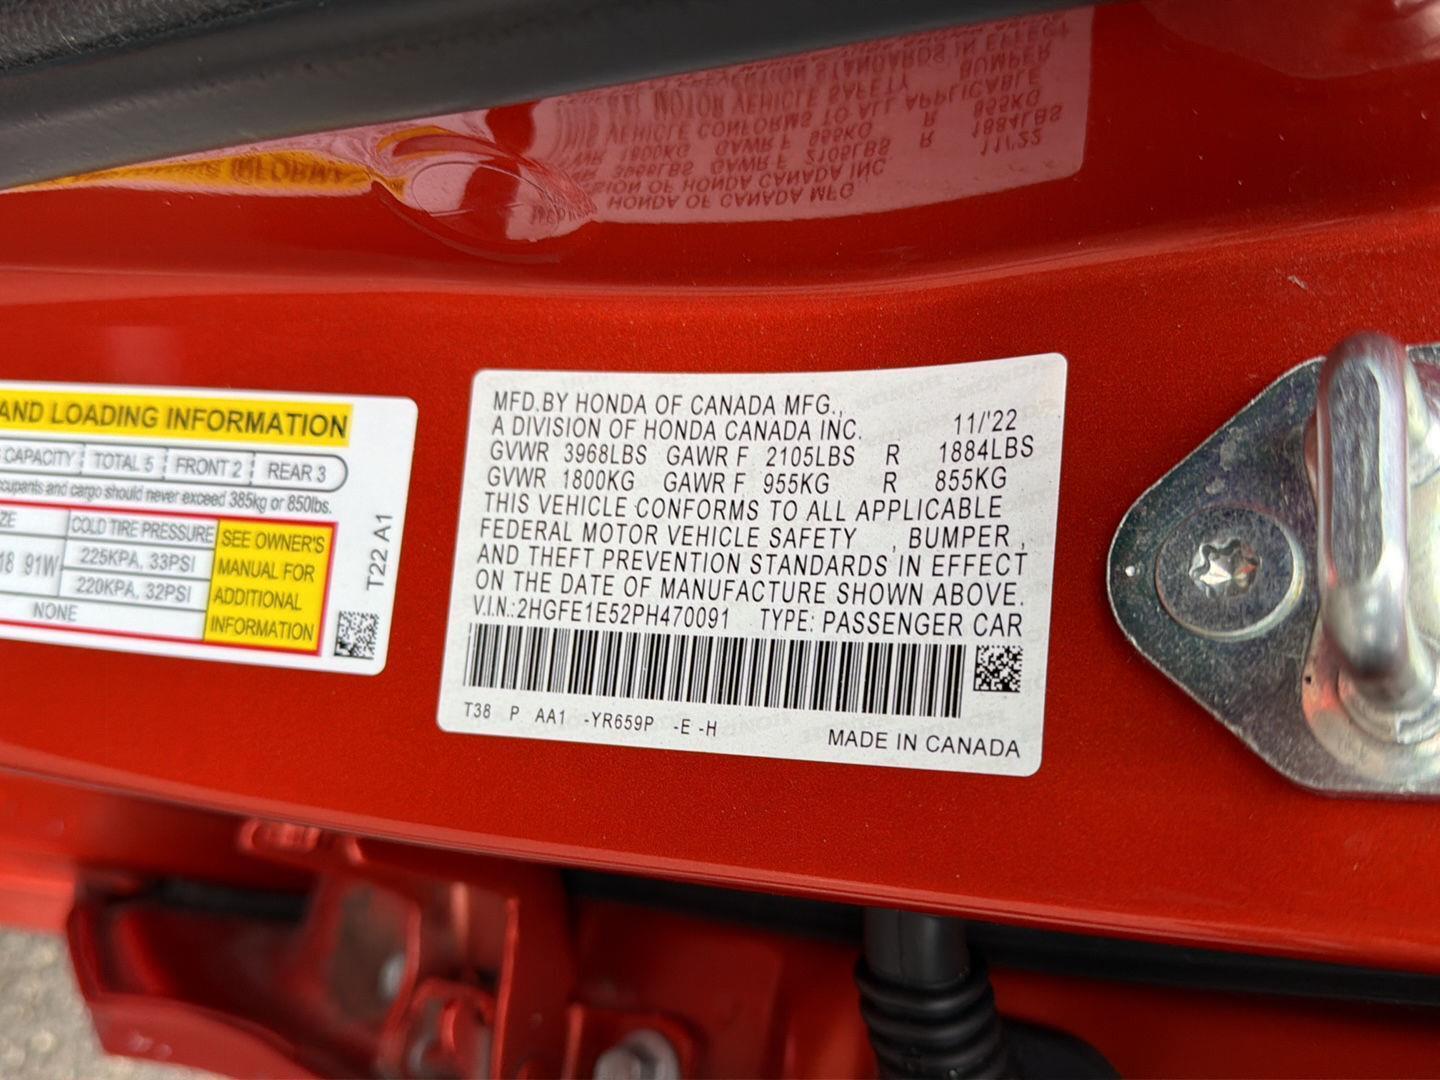 AND LOADING INFORMATION
CAPACITY TOTAL 5 FRONT 2 REAR 3
ccupants and cargo should never exceed 385kg or 850lbs.
ZE COLD TIRE PRESSURE SEE OWNER'S
MANUAL FOR
ADDITIONAL
INFORMATION
18 91W 225KPA, 33PSI
220KPA, 32PSI
NONE
T22 A1
MFD.BY HONDA OF CANADA MFG.,
A DIVISION OF HONDA CANADA INC. 11/'22
GVWR 3968LBS GAWR F 2105LBS R 1884LBS
GVWR 1800KG GAWR F 955KG R 855KG
THIS VEHICLE CONFORMS TO ALL APPLICABLE
FEDERAL MOTOR VEHICLE SAFETY , BUMPER ,
AND THEFT PREVENTION STANDARDS IN EFFECT
ON THE DATE OF MANUFACTURE SHOWN ABOVE.
V.I.N.:2HGFE1E52PH470091 TYPE: PASSENGER CAR
T38 P AA1 -YR659P -E -H
MADE IN CANADA